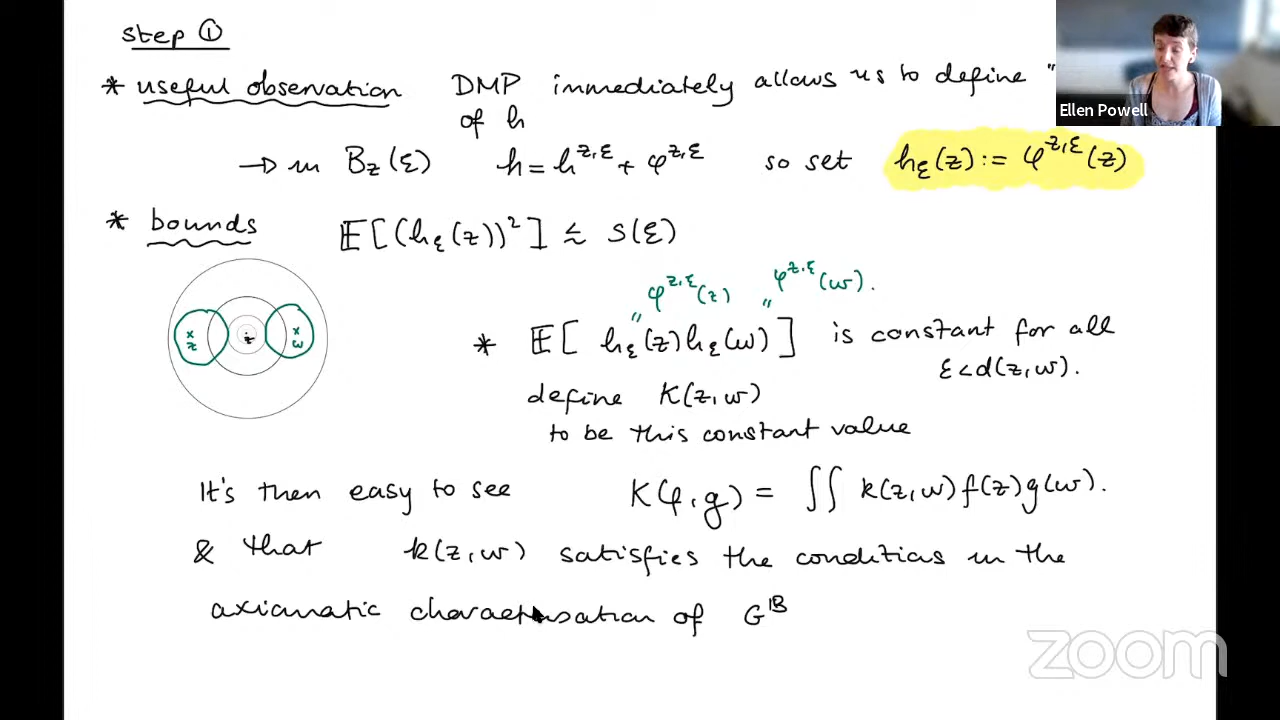 step ①
* useful observation DMP immediately allows us to define "
of h
→ in B_z(ε) h = h^{z,ε} + φ^{z,ε} so set h_ε(z) := φ^{z,ε}(z)
* bounds E[(h_ε(z))²] ≲ s(ε)
φ^{z,ε}(z) φ^{z,ε}(w).
" "
* E[ h_ε(z) h_ε(w) ] is constant for all
ε < d(z,w).
x z
x w
z
define K(z,w)
to be this constant value
It's then easy to see K(φ,g) = ∬ k(z,w) f(z) g(w).
& that k(z,w) satisfies the conditions in the
axiomatic characterisation of G^𝔹
Ellen Powell
zoom